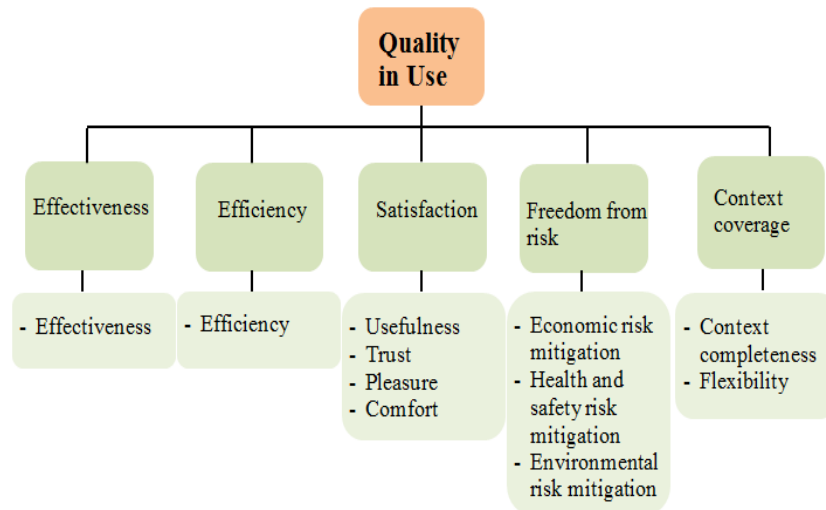 Quality
in Use
Effectiveness
Efficiency
Satisfaction
Freedom from
risk
Context
coverage
- Effectiveness
- Efficiency
- Usefulness
- Trust
- Pleasure
- Comfort
- Economic risk
mitigation
- Health and
safety risk
mitigation
- Environmental
risk mitigation
- Context
completeness
- Flexibility